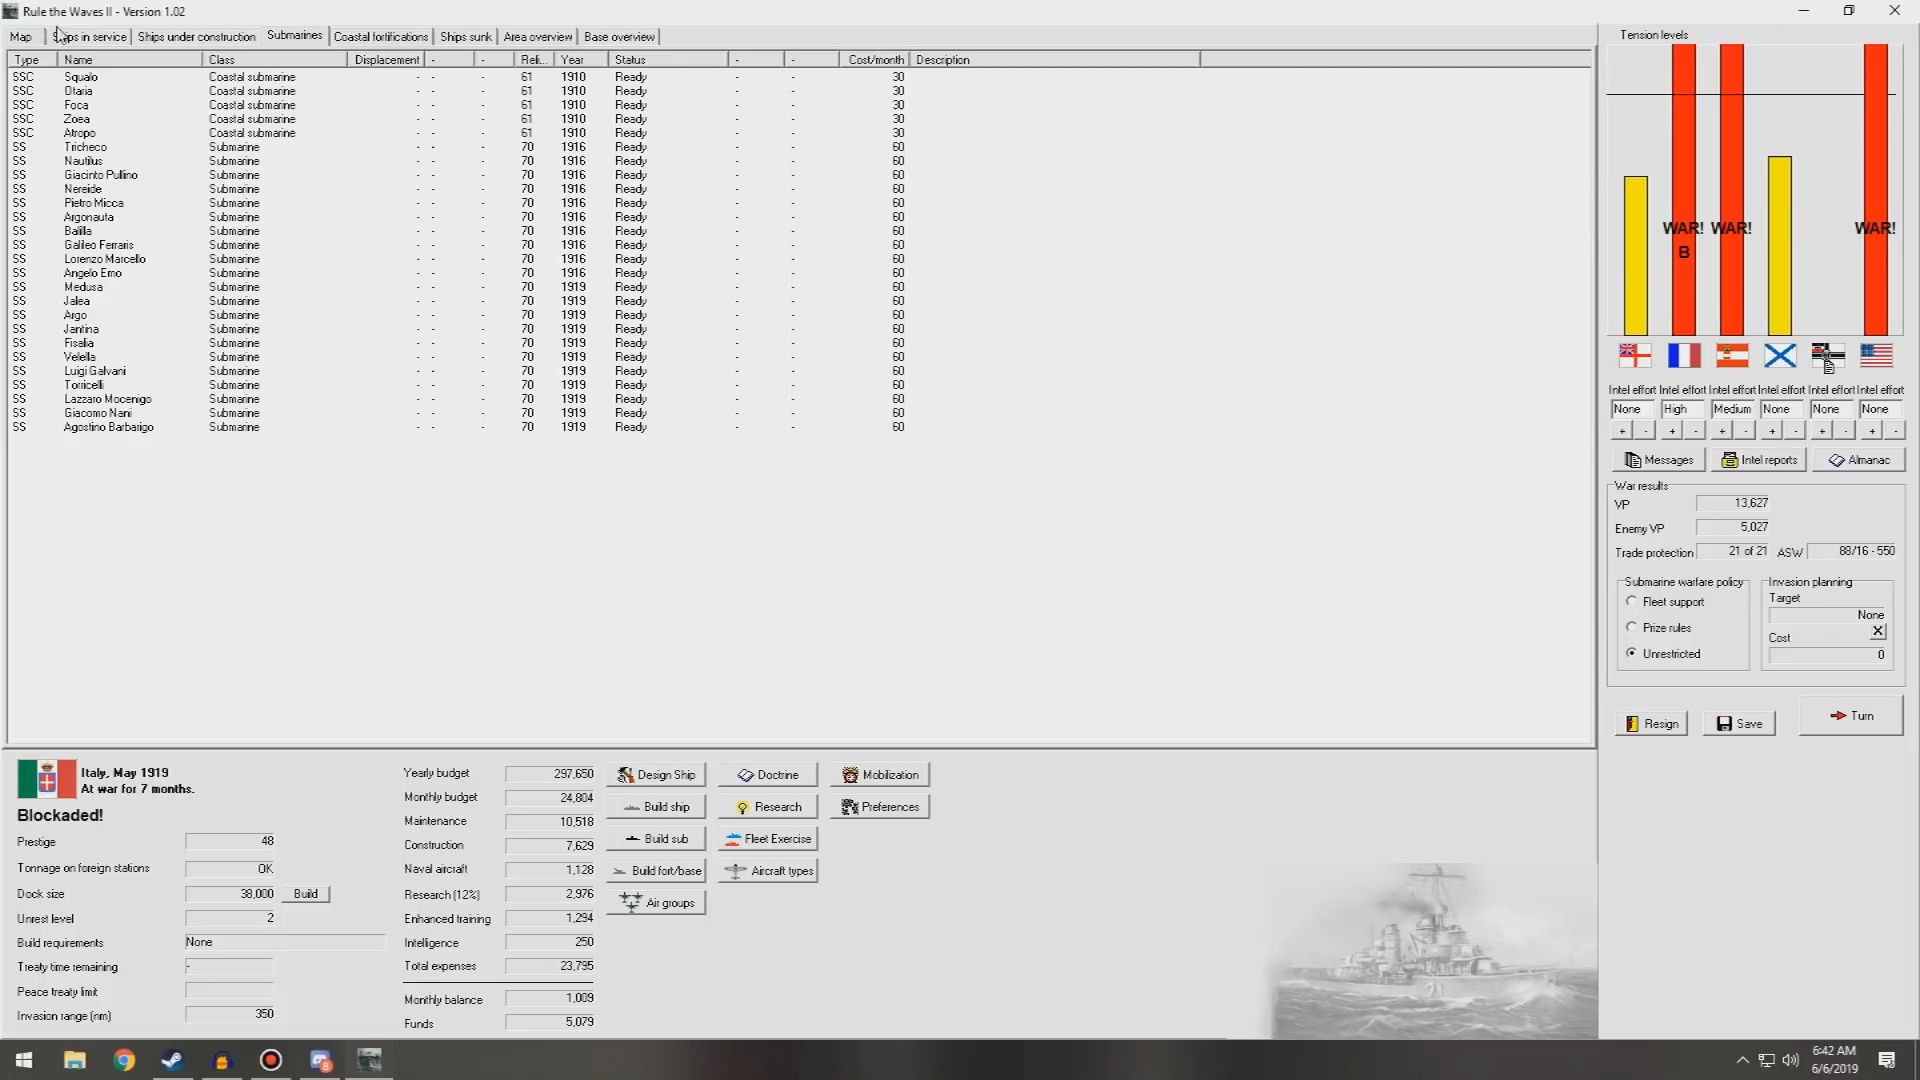 Rule the Waves II - Version 1.02
Map Ships in service Ships under construction Submarines Coastal fortifications Ships sunk Area overview Base overview
Type Name Class Displacement - - Reli... Year Status - - Cost/month Description
SSC Squalo Coastal submarine - - - 61 1910 Ready - - 30
SSC Otaria Coastal submarine - - - 61 1910 Ready - - 30
SSC Foca Coastal submarine - - - 61 1910 Ready - - 30
SSC Zoea Coastal submarine - - - 61 1910 Ready - - 30
SSC Atropo Coastal submarine - - - 61 1910 Ready - - 30
SS Tricheco Submarine - - - 70 1916 Ready - - 60
SS Nautilus Submarine - - - 70 1916 Ready - - 60
SS Giacinto Pullino Submarine - - - 70 1916 Ready - - 60
SS Nereide Submarine - - - 70 1916 Ready - - 60
SS Pietro Micca Submarine - - - 70 1916 Ready - - 60
SS Argonauta Submarine - - - 70 1916 Ready - - 60
SS Balilla Submarine - - - 70 1916 Ready - - 60
SS Galileo Ferraris Submarine - - - 70 1916 Ready - - 60
SS Lorenzo Marcello Submarine - - - 70 1916 Ready - - 60
SS Angelo Emo Submarine - - - 70 1916 Ready - - 60
SS Medusa Submarine - - - 70 1919 Ready - - 60
SS Jalea Submarine - - - 70 1919 Ready - - 60
SS Argo Submarine - - - 70 1919 Ready - - 60
SS Jantina Submarine - - - 70 1919 Ready - - 60
SS Fisalia Submarine - - - 70 1919 Ready - - 60
SS Velella Submarine - - - 70 1919 Ready - - 60
SS Luigi Galvani Submarine - - - 70 1919 Ready - - 60
SS Torricelli Submarine - - - 70 1919 Ready - - 60
SS Lazzaro Mocenigo Submarine - - - 70 1919 Ready - - 60
SS Giacomo Nani Submarine - - - 70 1919 Ready - - 60
SS Agostino Barbarigo Submarine - - - 70 1919 Ready - - 60
Tension levels
WAR! WAR! WAR!
B
Intel effort Intel effort Intel effort Intel effort Intel effort Intel effort
None High Medium None None None
+ - + - + - + - + - + -
Messages Intel reports Almanac
War results
VP 13,627
Enemy VP 5,027
Trade protection 21 of 21 ASW 88/16 - 550
Submarine warfare policy
Fleet support
Prize rules
Unrestricted
Invasion planning
Target
None
Cost X
0
Resign Save Turn
Italy, May 1919
At war for 7 months.
Blockaded!
Prestige 48
Tonnage on foreign stations OK
Dock size 38,000 Build
Unrest level 2
Build requirements None
Treaty time remaining -
Peace treaty limit
Invasion range (nm) 350
Yearly budget 297,650
Monthly budget 24,804
Maintenance 10,518
Construction 7,629
Naval aircraft 1,128
Research (12%) 2,976
Enhanced training 1,294
Intelligence 250
Total expenses 23,795
Monthly balance 1,009
Funds 5,079
Design Ship Doctrine Mobilization
Build ship Research Preferences
Build sub Fleet Exercise
Build fort/base Aircraft types
Air groups
8
6:42 AM
6/6/2019